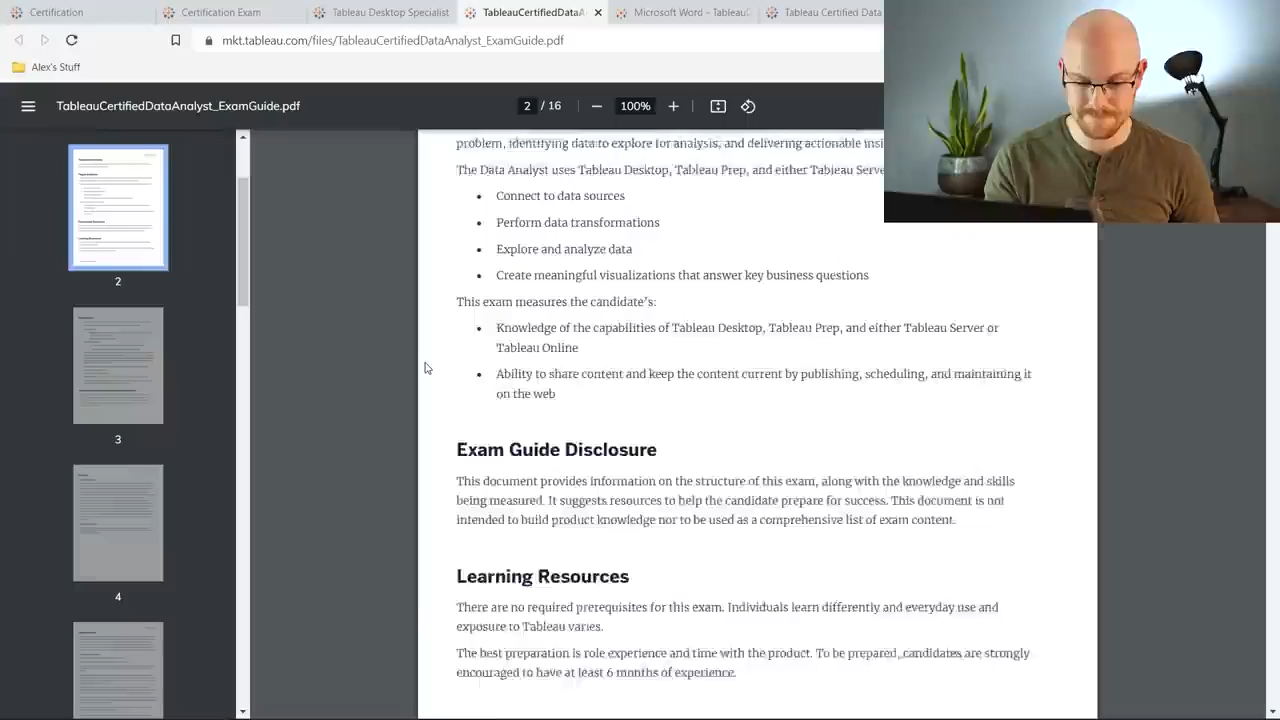 Certification
Certification Exam
Tableau Desktop Specialist
TableauCertifiedDataA
Microsoft Word - Tableau
Tableau Certified Data
mkt.tableau.com/files/TableauCertifiedDataAnalyst_ExamGuide.pdf
Alex's Stuff
TableauCertifiedDataAnalyst_ExamGuide.pdf
2 / 16
100%
problem, identifying data to explore for analysis, and delivering actionable insi
The Data Analyst uses Tableau Desktop, Tableau Prep, and either Tableau Serve
• Connect to data sources
• Perform data transformations
• Explore and analyze data
• Create meaningful visualizations that answer key business questions
This exam measures the candidate's:
• Knowledge of the capabilities of Tableau Desktop, Tableau Prep, and either Tableau Server or
Tableau Online
• Ability to share content and keep the content current by publishing, scheduling, and maintaining it
on the web
Exam Guide Disclosure
This document provides information on the structure of this exam, along with the knowledge and skills
being measured. It suggests resources to help the candidate prepare for success. This document is not
intended to build product knowledge nor to be used as a comprehensive list of exam content.
Learning Resources
There are no required prerequisites for this exam. Individuals learn differently and everyday use and
exposure to Tableau varies.
The best preparation is role experience and time with the product. To be prepared, candidates are strongly
encouraged to have at least 6 months of experience.
2
3
4